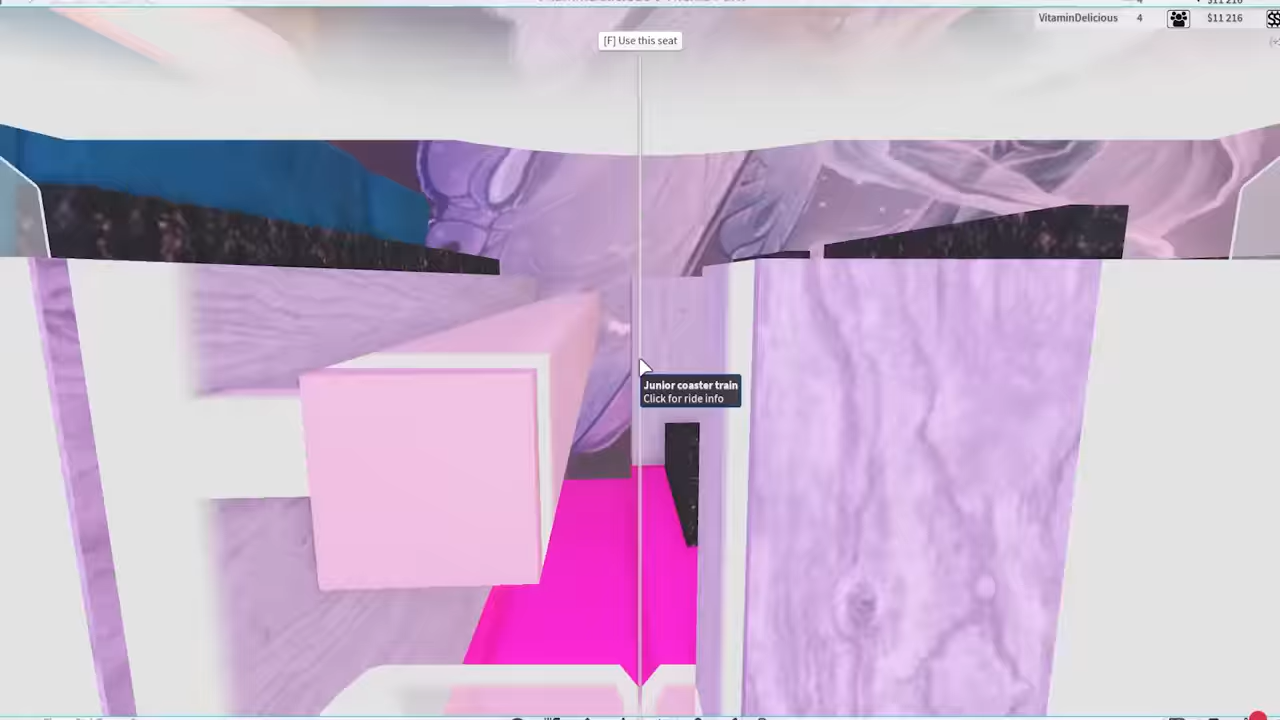 VitaminDelicious 4 $11 216
[F] Use this seat
Junior coaster train
Click for ride info